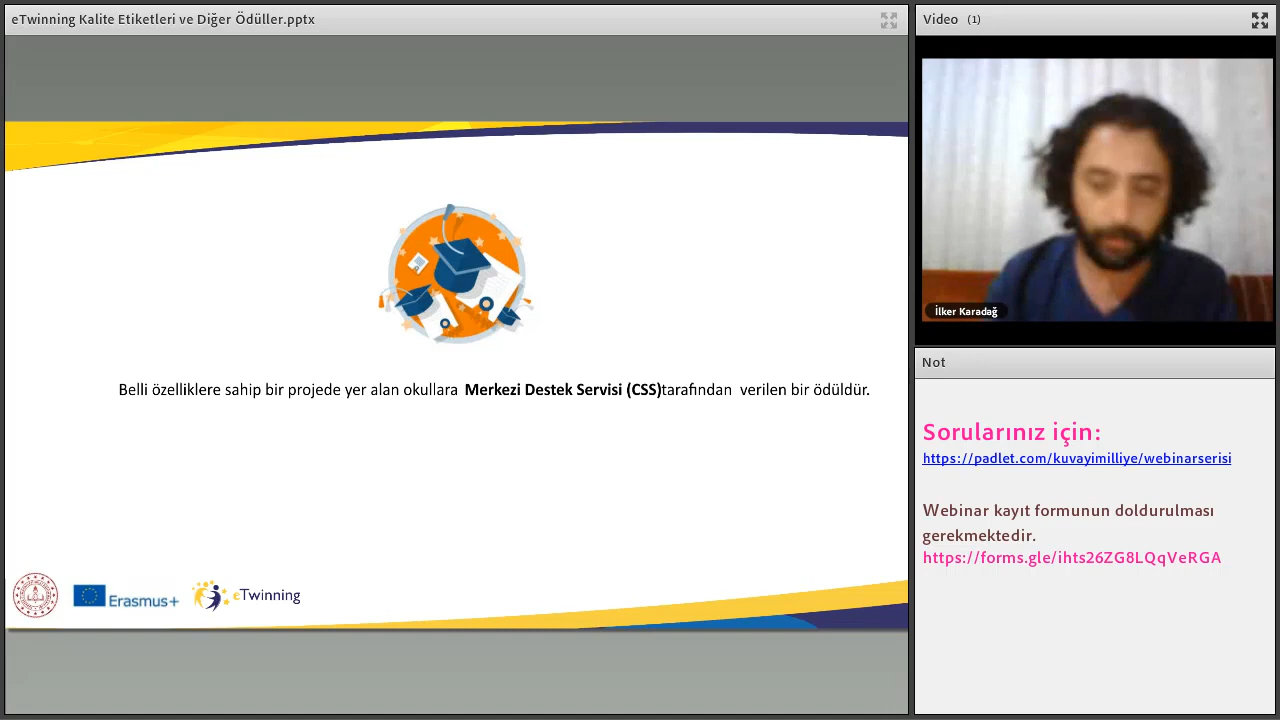 eTwinning Kalite Etiketleri ve Diğer Ödüller.pptx
Belli özelliklere sahip bir projede yer alan okullara Merkezi Destek Servisi (CSS)tarafından verilen bir ödüldür.
Erasmus+
eTwinning
Video (1)
İlker Karadağ
Not
Sorularınız için:
https://padlet.com/kuvayimilliye/webinarserisi
Webinar kayıt formunun doldurulması
gerekmektedir.
https://forms.gle/ihts26ZG8LQqVeRGA